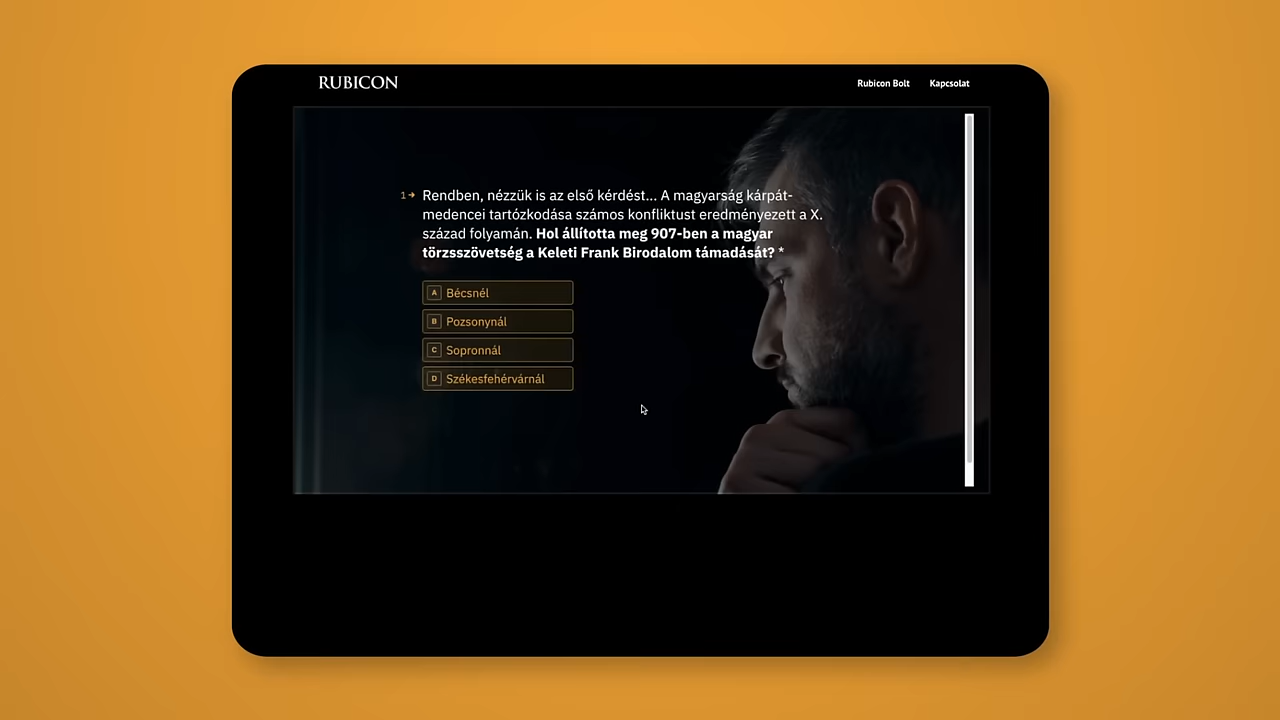 RUBICON
Rubicon Bolt
Kapcsolat
1 → Rendben, nézzük is az első kérdést... A magyarság kárpát-
medencei tartózkodása számos konfliktust eredményezett a X.
század folyamán. Hol állította meg 907-ben a magyar
törzsszövetség a Keleti Frank Birodalom támadását? *
A Bécsnél
B Pozsonynál
C Sopronnál
D Székesfehérvárnál